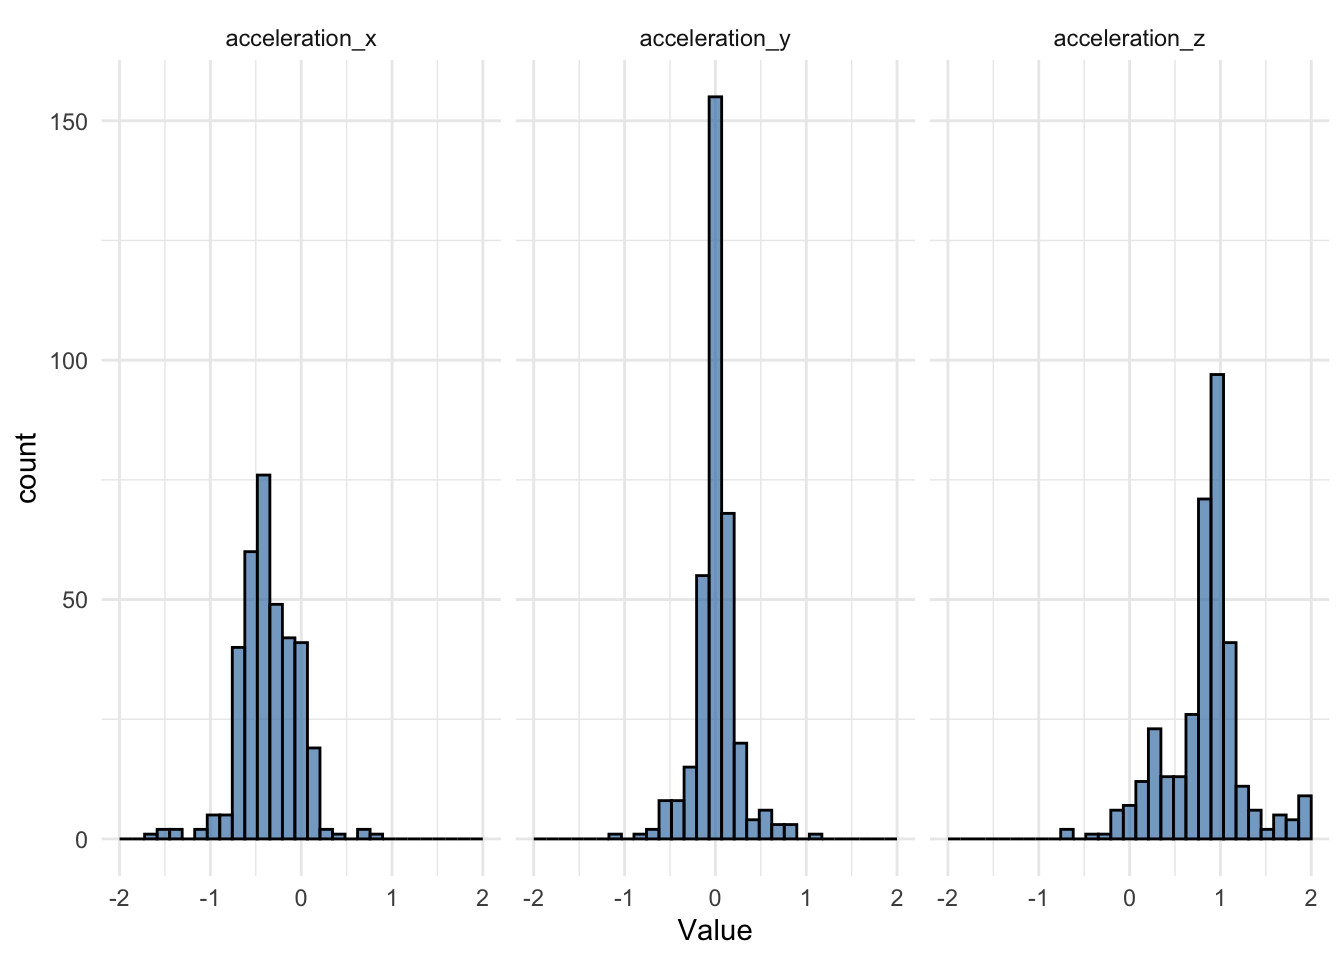 acceleration_x acceleration_y acceleration_z
150
100
50
0
count
-2 -1 0 1 2 -2 -1 0 1 2 -2 -1 0 1 2
Value